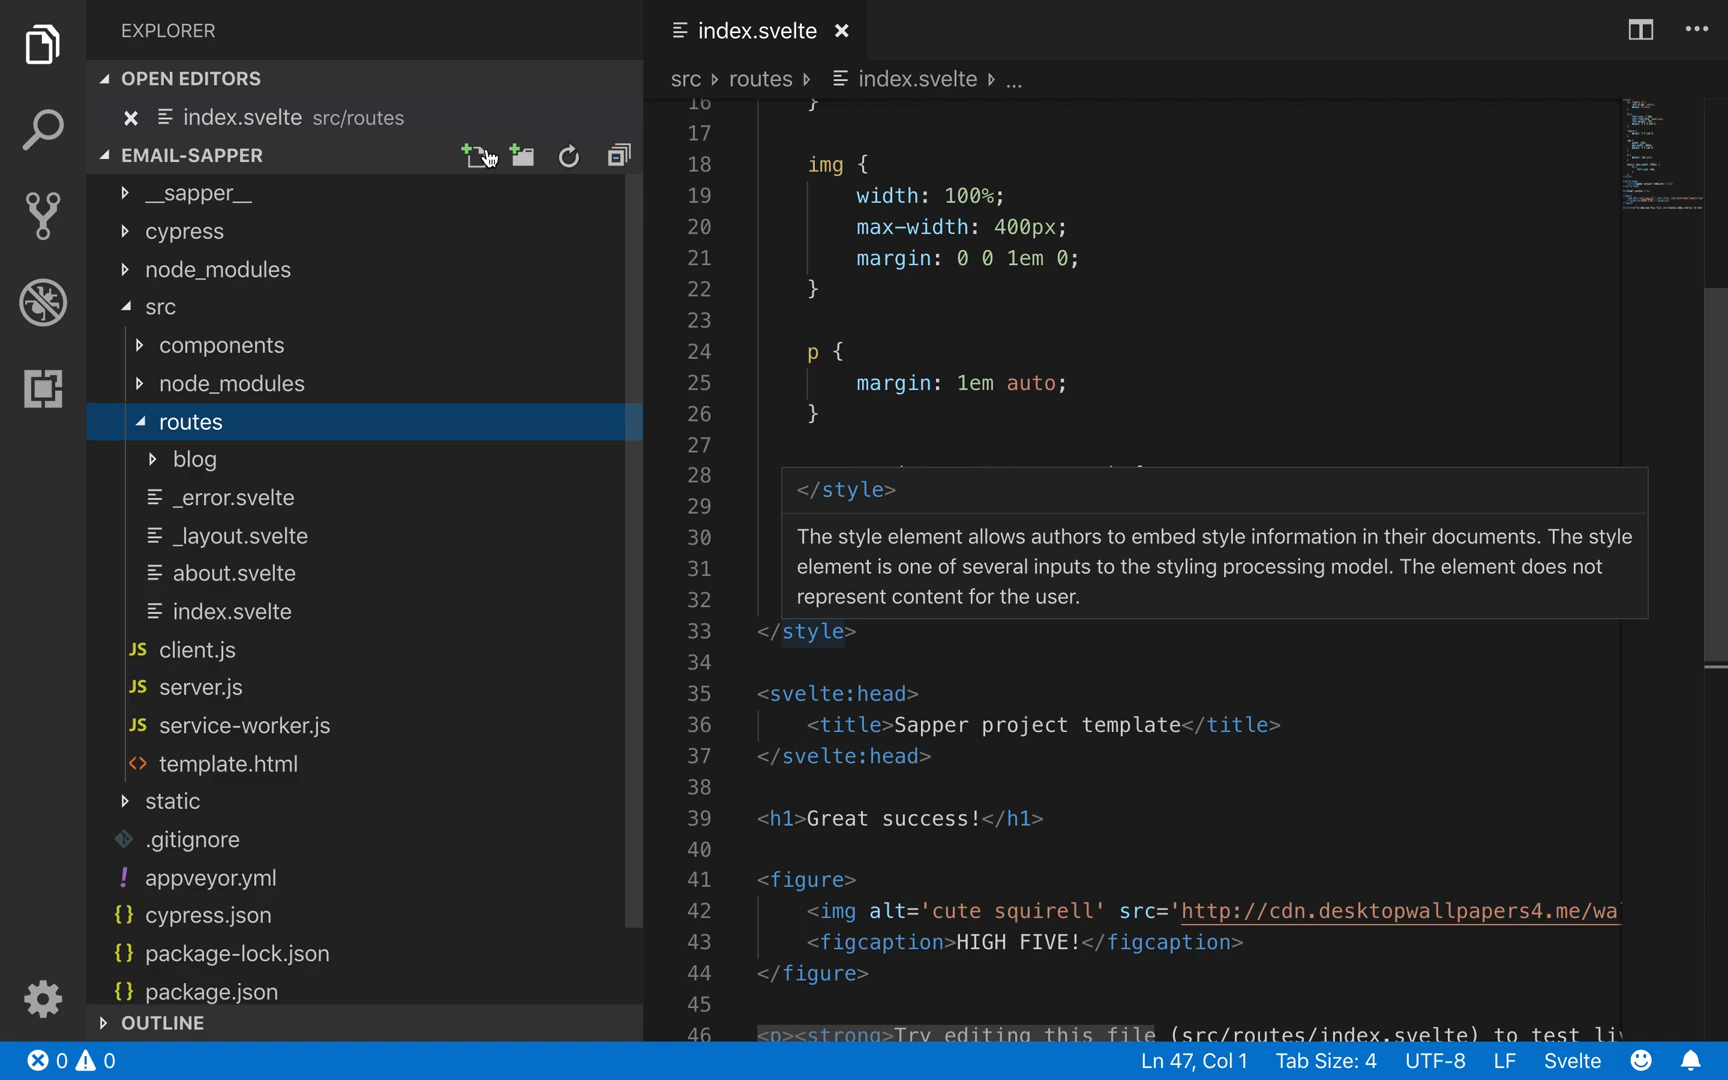 EXPLORER
OPEN EDITORS
index.svelte src/routes
EMAIL-SAPPER
__sapper__
cypress
node_modules
src
components
node_modules
routes
blog
_error.svelte
_layout.svelte
about.svelte
index.svelte
JS client.js
JS server.js
JS service-worker.js
<> template.html
static
.gitignore
! appveyor.yml
{} cypress.json
{} package-lock.json
{} package.json
OUTLINE
index.svelte
src routes index.svelte ...
16 }
17
18 img {
19 width: 100%;
20 max-width: 400px;
21 margin: 0 0 1em 0;
22 }
23
24 p {
25 margin: 1em auto;
26 }
27
28
29
30
31
32
</style>
The style element allows authors to embed style information in their documents. The style
element is one of several inputs to the styling processing model. The element does not
represent content for the user.
33 </style>
34
35 <svelte:head>
36 <title>Sapper project template</title>
37 </svelte:head>
38
39 <h1>Great success!</h1>
40
41 <figure>
42 <img alt='cute squirell' src='http://cdn.desktopwallpapers4.me/wa
43 <figcaption>HIGH FIVE!</figcaption>
44 </figure>
45
46 <p><strong>Try editing this file (src/routes/index.svelte) to test li
0 0
Ln 47, Col 1 Tab Size: 4 UTF-8 LF Svelte